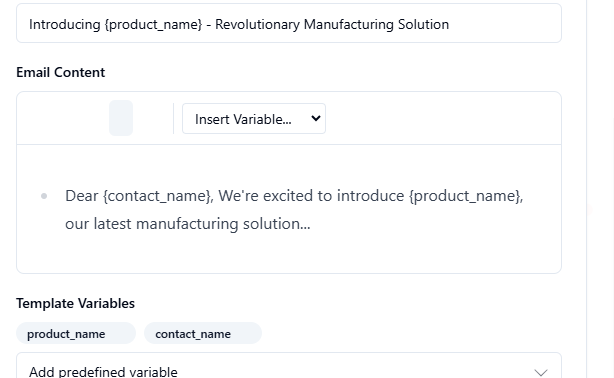 Introducing {product_name} - Revolutionary Manufacturing Solution
Email Content
Insert Variable...
Dear {contact_name}, We're excited to introduce {product_name},
our latest manufacturing solution...
Template Variables
product_name contact_name
Add predefined variable